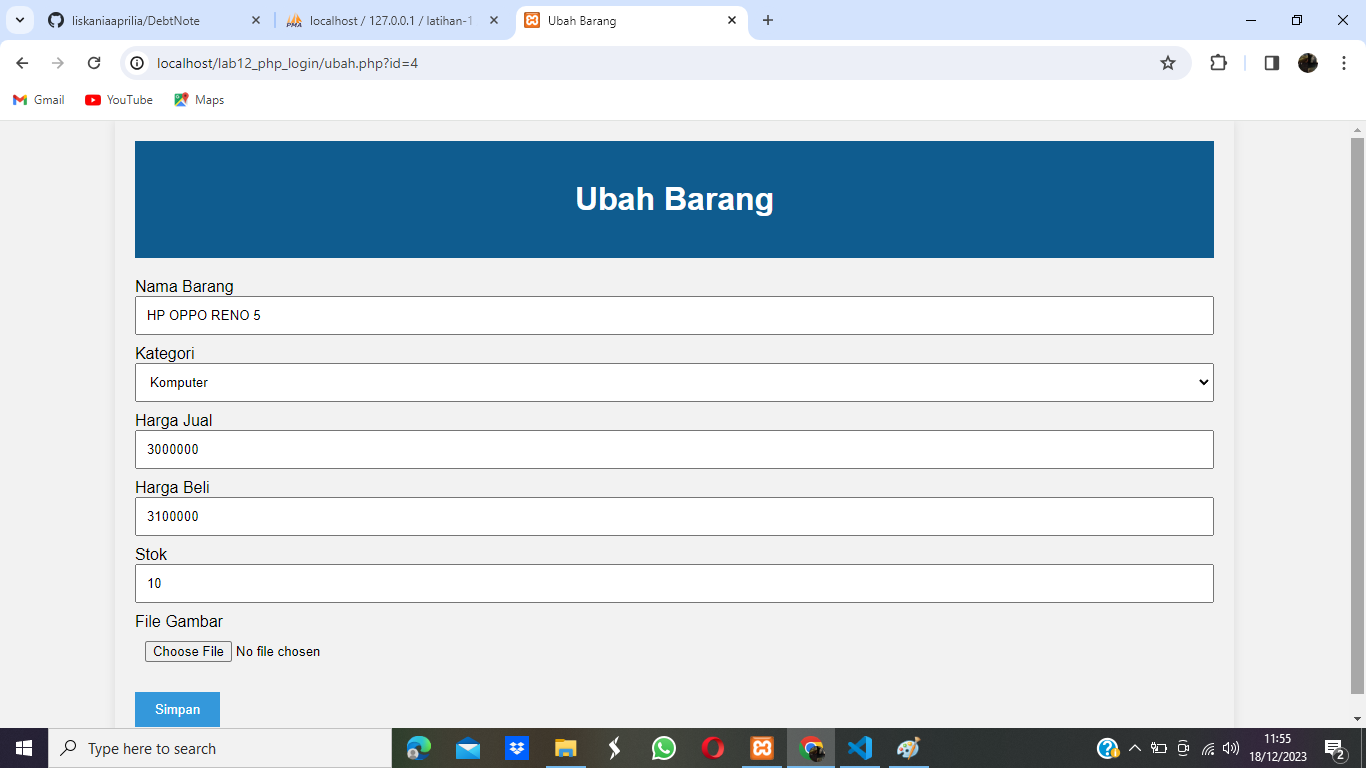 liskaniaaprilia/DebtNote
PMA
localhost / 127.0.0.1 / latihan-1
Ubah Barang
localhost/lab12_php_login/ubah.php?id=4
Gmail
YouTube
Maps
Ubah Barang
Nama Barang
HP OPPO RENO 5
Kategori
Komputer
Harga Jual
3000000
Harga Beli
3100000
Stok
10
File Gambar
Choose File No file chosen
Simpan
Type here to search
11:55
18/12/2023
2